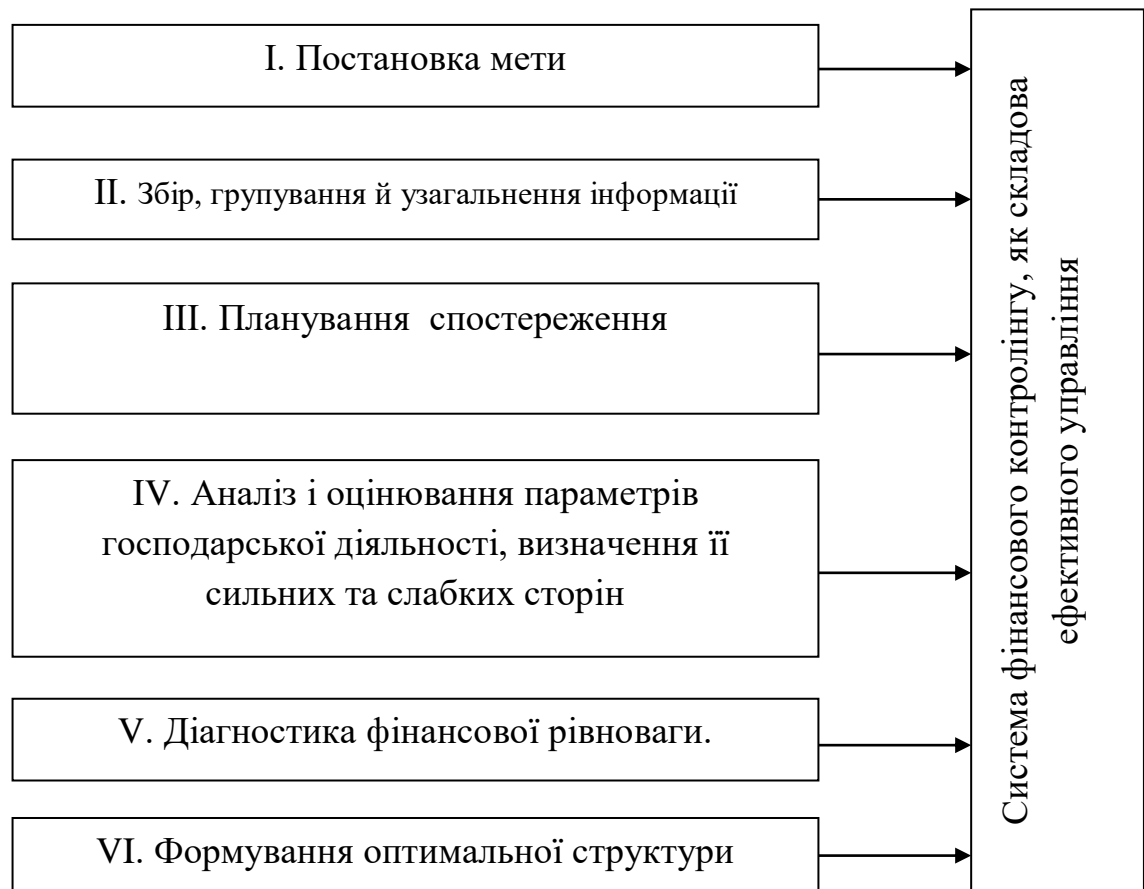 I. Постановка мети
II. Збір, групування й узагальнення інформації
III. Планування спостереження
IV. Аналіз і оцінювання параметрів
господарської діяльності, визначення її
сильних та слабких сторін
V. Діагностика фінансової рівноваги.
VI. Формування оптимальної структури
Система фінансового контролінгу, як складова
ефективного управління